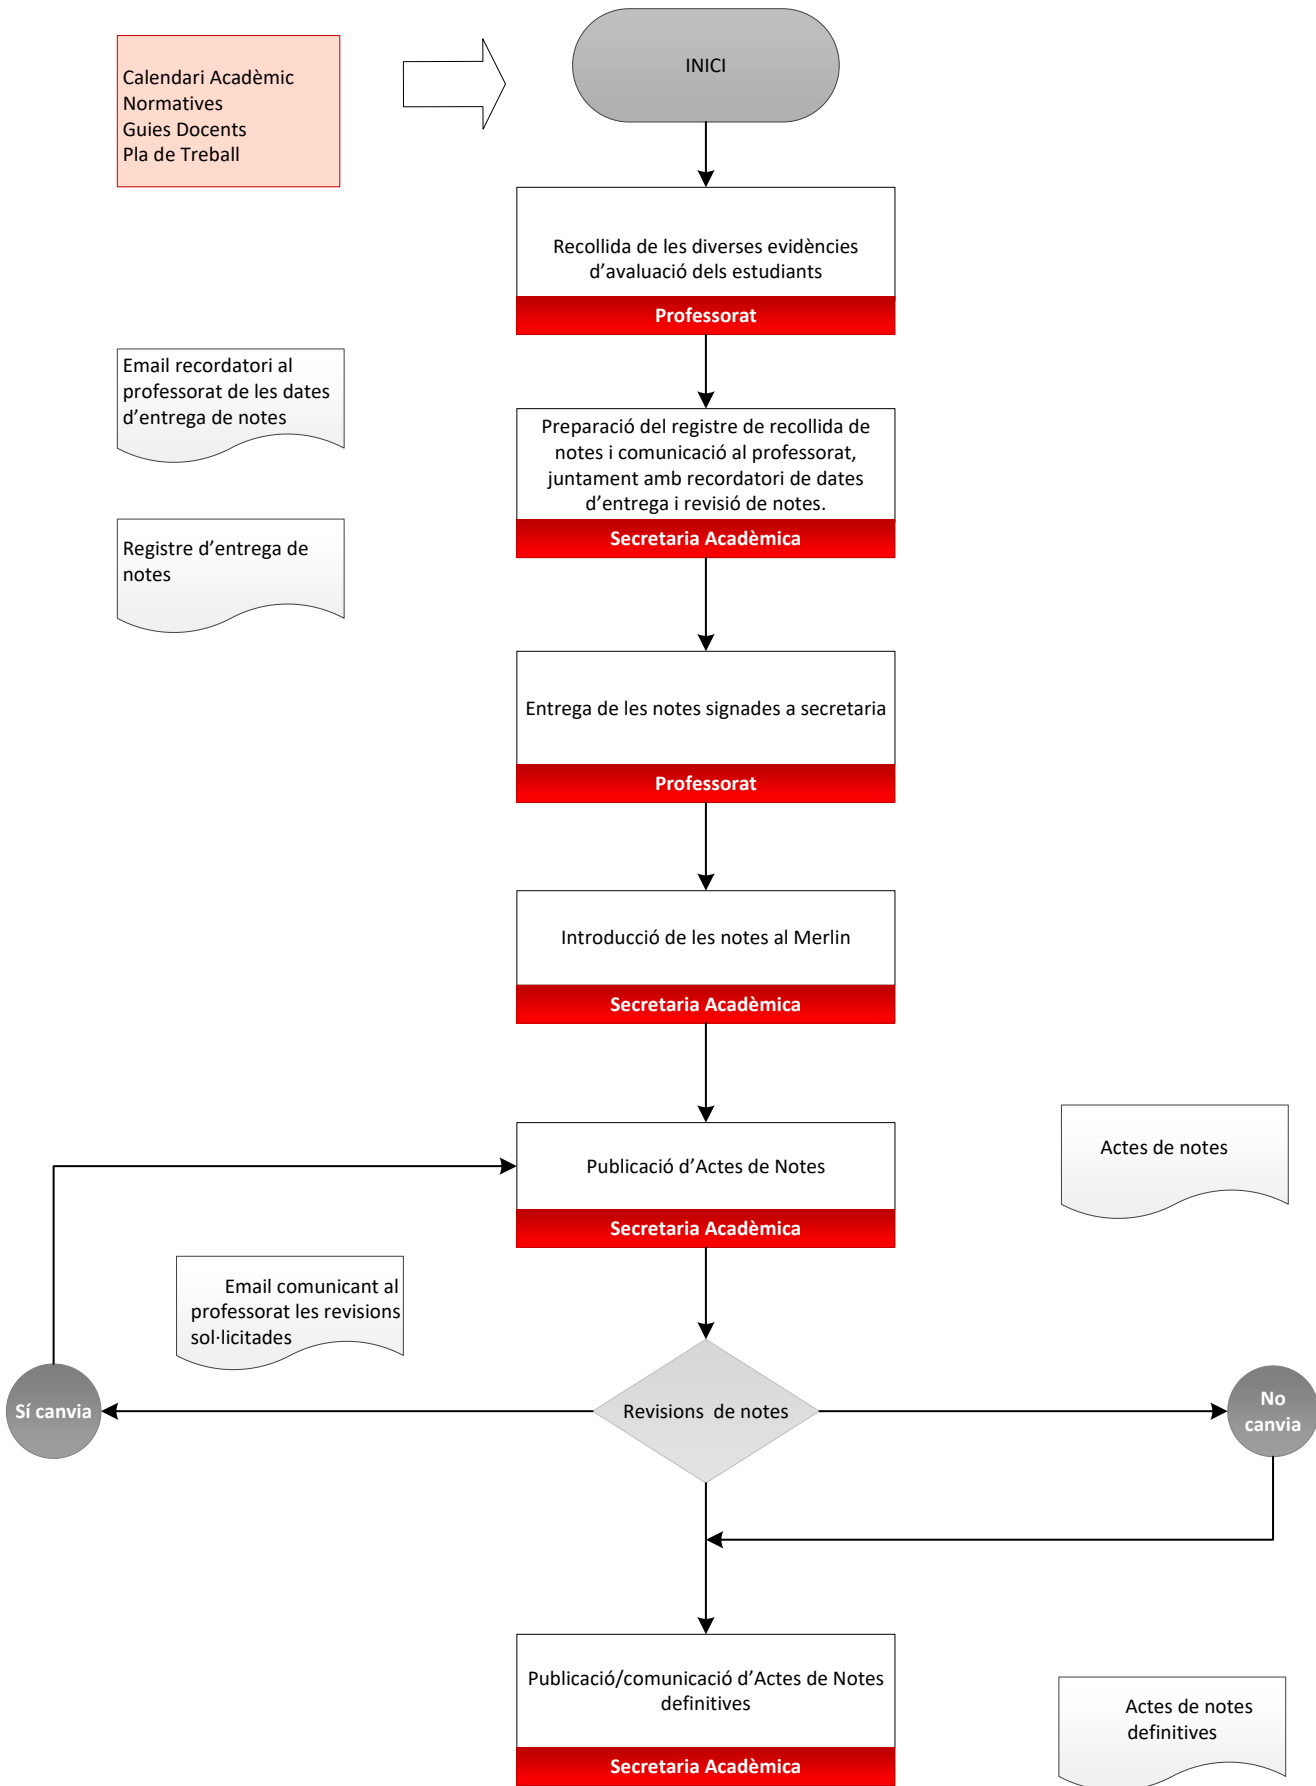 Calendari Acadèmic
Normatives
Guies Docents
Pla de Treball
INICI
Recollida de les diverses evidències
d’avaluació dels estudiants
Professorat
Email recordatori al
professorat de les dates
d’entrega de notes
Preparació del registre de recollida de
notes i comunicació al professorat,
juntament amb recordatori de dates
d’entrega i revisió de notes.
Secretaria Acadèmica
Registre d’entrega de
notes
Entrega de les notes signades a secretaria
Professorat
Introducció de les notes al Merlin
Secretaria Acadèmica
Publicació d’Actes de Notes
Secretaria Acadèmica
Actes de notes
Email comunicant al
professorat les revisions
sol·licitades
Sí canvia
Revisions  de notes
No
canvia
Publicació/comunicació d’Actes de Notes
definitives
Secretaria Acadèmica
Actes de notes
definitives